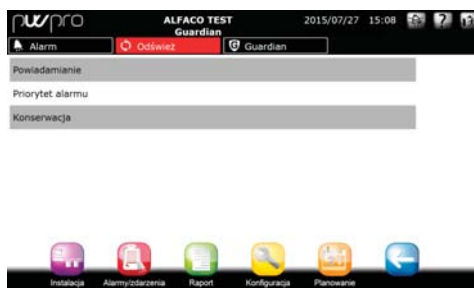 pwpro ALFACO TEST 2015/07/27 15:08 ?
Guardian
Alarm Odśwież G Guardian
Powiadamianie
Priorytet alarmu
Konserwacja
Instalacja Alarmy/zdarzenia Raport Konfiguracja Planowanie